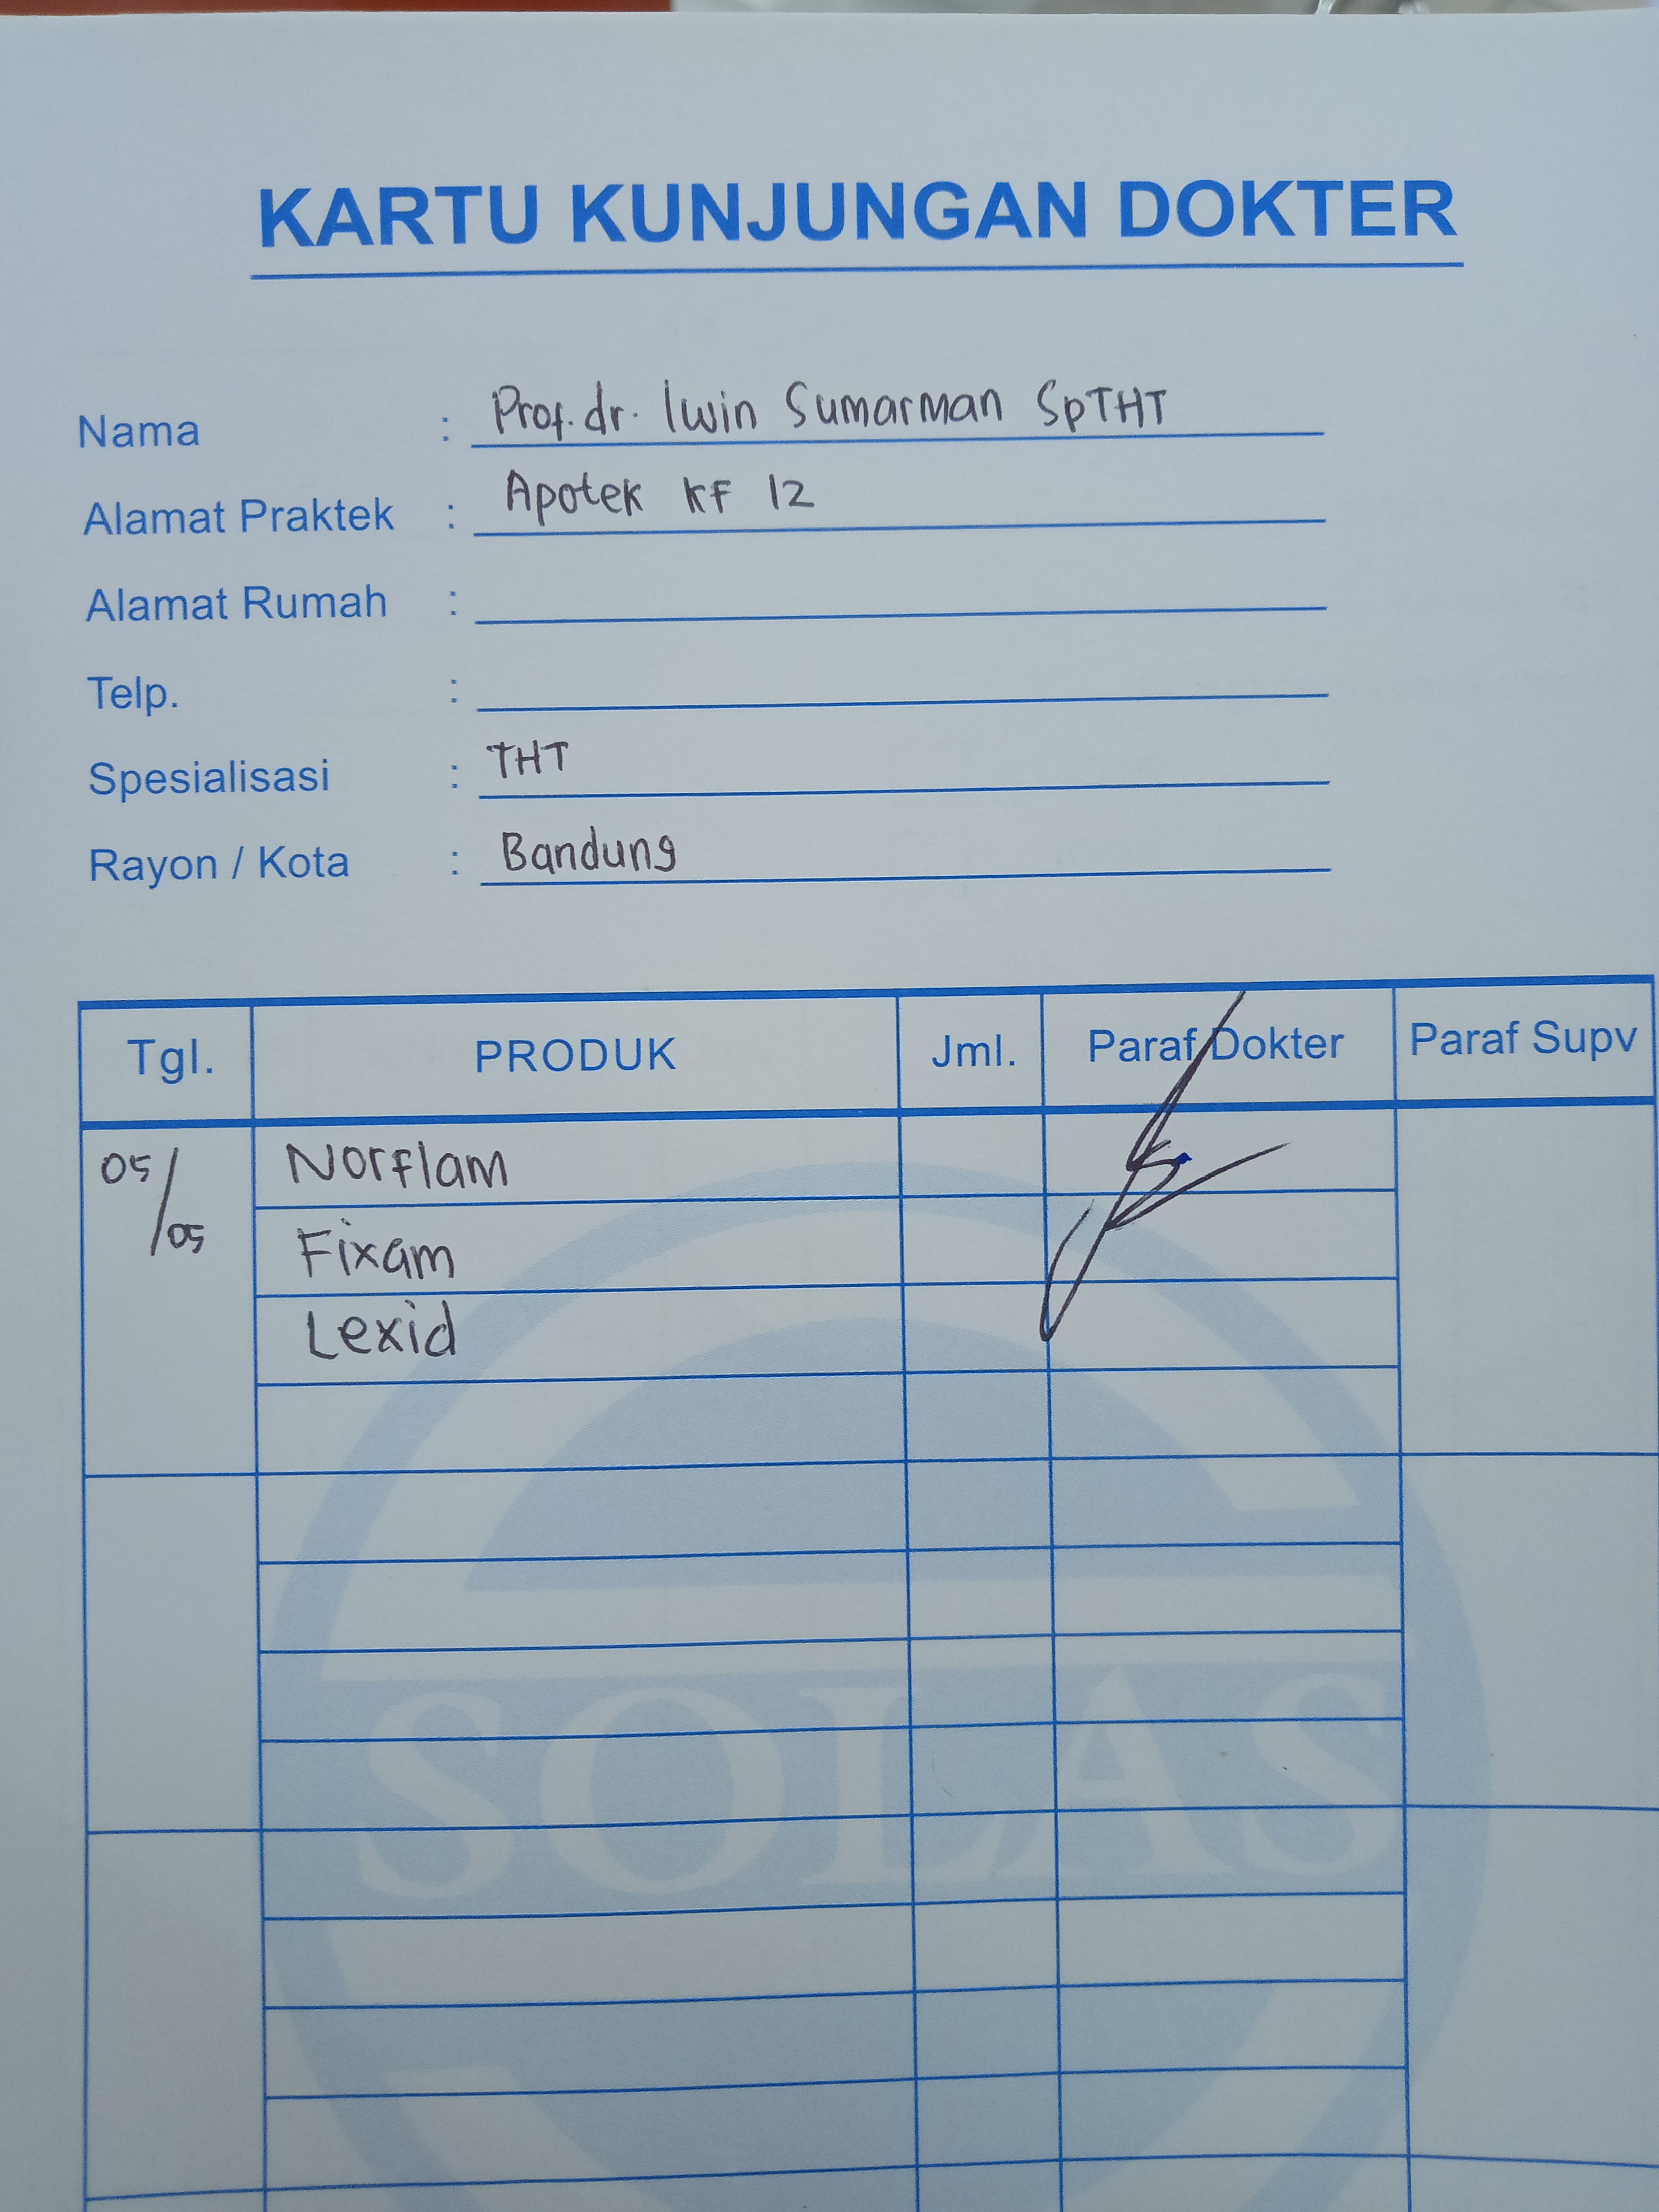 KARTU KUNJUNGAN DOKTER
Nama : Prof. dr. Iwin Sumarman SpTHT
Alamat Praktek : Apotek KF 12
Alamat Rumah :
Telp. :
Spesialisasi : THT
Rayon / Kota : Bandung
Tgl. PRODUK Jml. Paraf Dokter Paraf Supv
05/05 Norflam
Fixam
Lexid
SOLAS